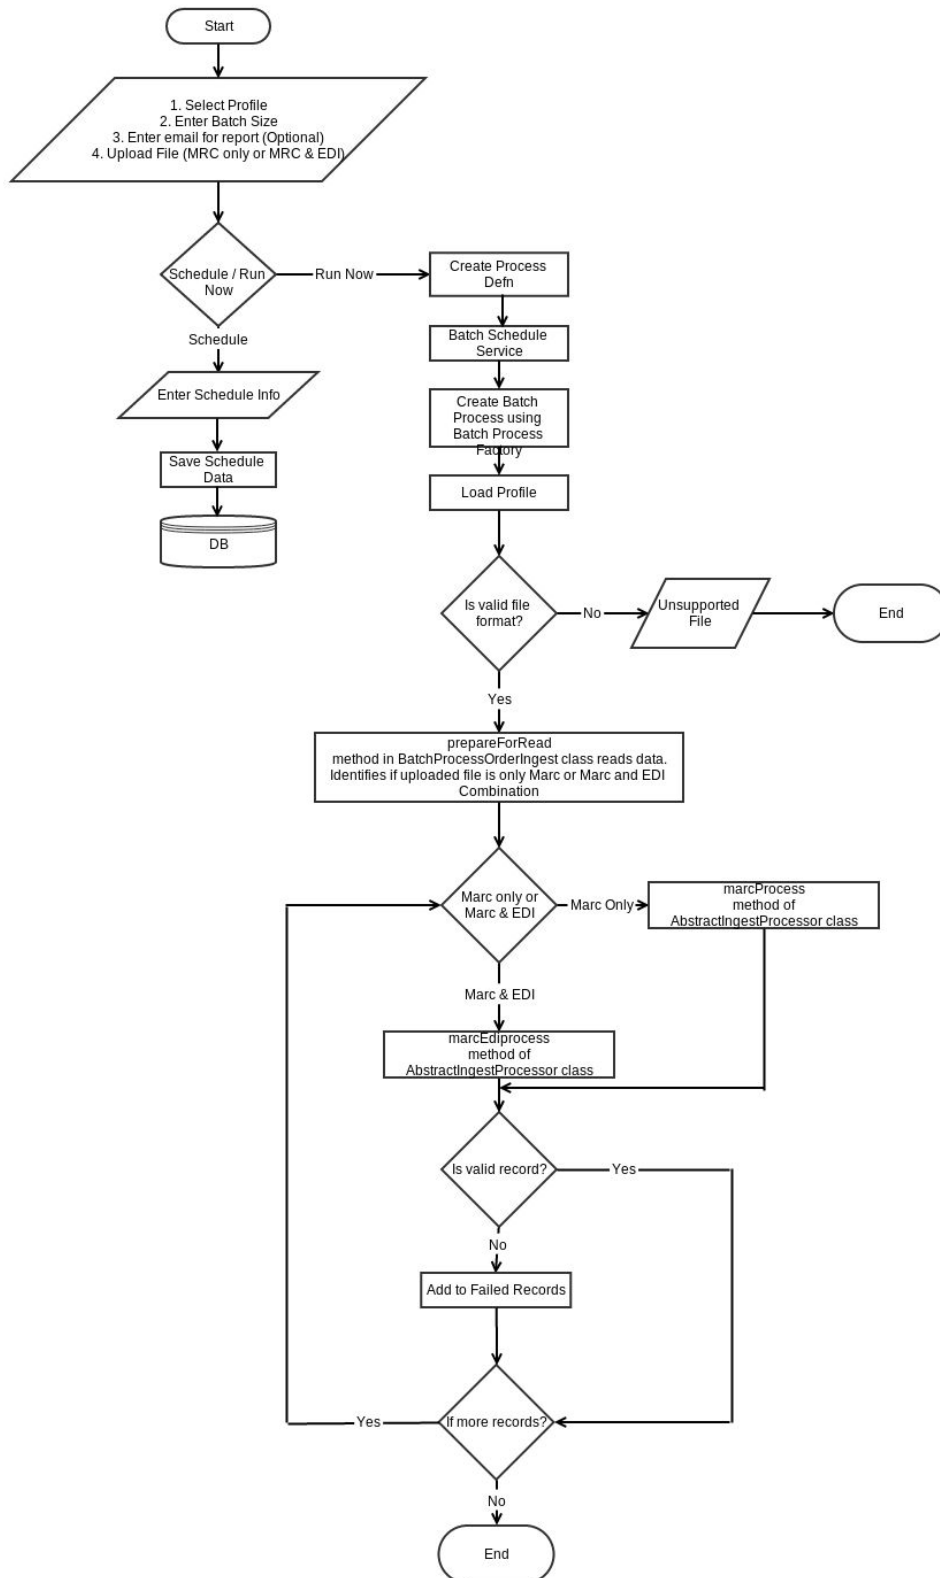 Start
1. Select Profile
2. Enter Batch Size
3. Enter email for report (Optional)
4. Upload File (MRC only or MRC & EDI)
Schedule / Run
Now
Run Now
Create Process
Defn
Schedule
Batch Schedule
Service
Enter Schedule Info
Create Batch
Process using
Batch Process
Factory
Save Schedule
Data
Load Profile
DB
Is valid file
format?
No
Unsupported
File
End
Yes
prepareForRead
method in BatchProcessOrderIngest class reads data.
Identifies if uploaded file is only Marc or Marc and EDI
Combination
Marc only or
Marc & EDI
Marc Only
marcProcess
method of
AbstractIngestProcessor class
Marc & EDI
marcEdiprocess
method of
AbstractIngestProcessor class
Is valid record?
Yes
No
Add to Failed Records
If more records?
Yes
No
End